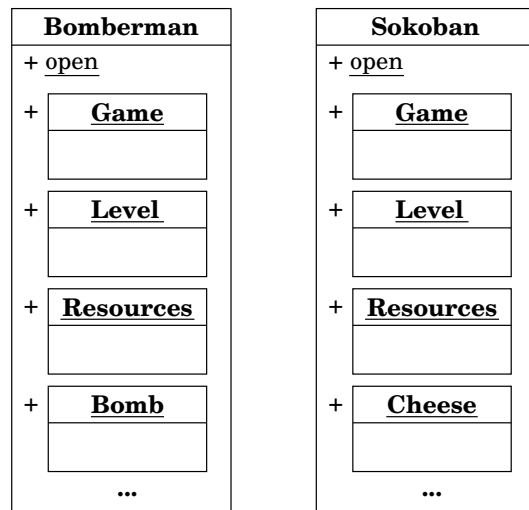 Bomberman
+ open
+ Game
+ Level
+ Resources
+ Bomb
...
Sokoban
+ open
+ Game
+ Level
+ Resources
+ Cheese
...